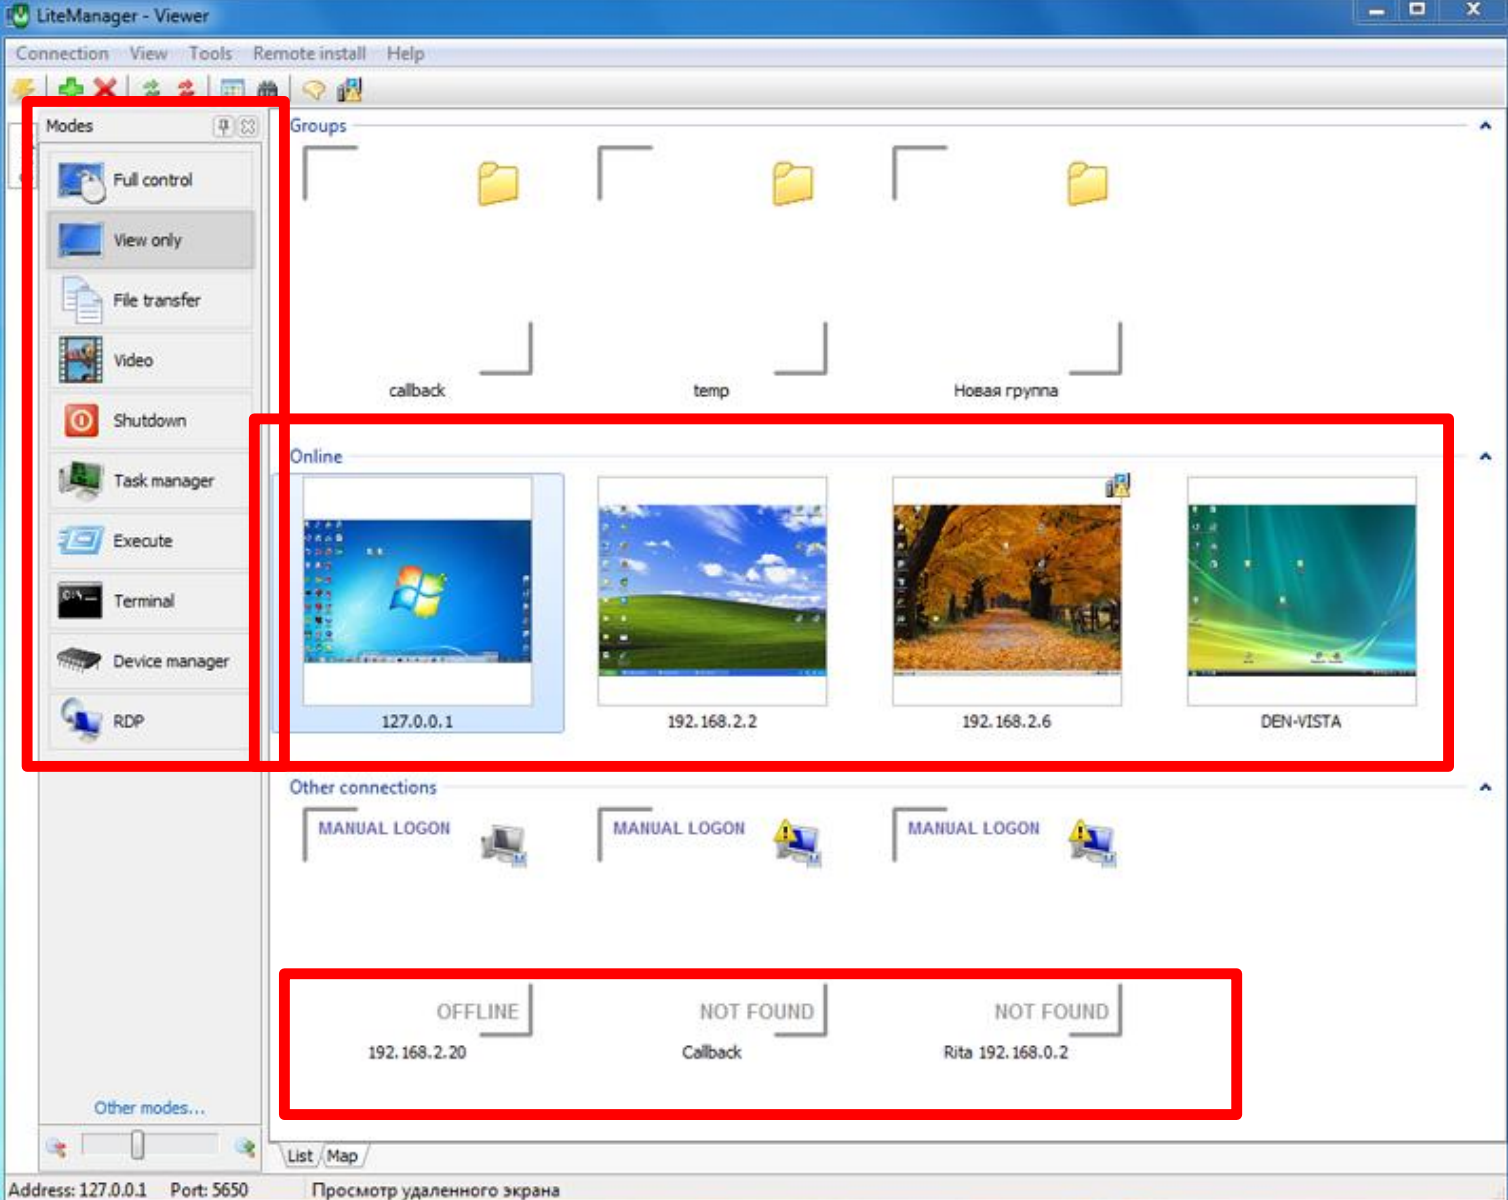 LiteManager - Viewer
Connection View Tools Remote install Help
Modes
Full control
View only
File transfer
Video
Shutdown
Task manager
Execute
Terminal
Device manager
RDP
Other modes...
Groups
callback temp Новая группа
Online
127.0.0.1 192.168.2.2 192.168.2.6 DEN-VISTA
Other connections
MANUAL LOGON MANUAL LOGON MANUAL LOGON
OFFLINE NOT FOUND NOT FOUND
192.168.2.20 Callback Rita 192.168.0.2
List Map
Address: 127.0.0.1 Port: 5650 Просмотр удаленного экрана